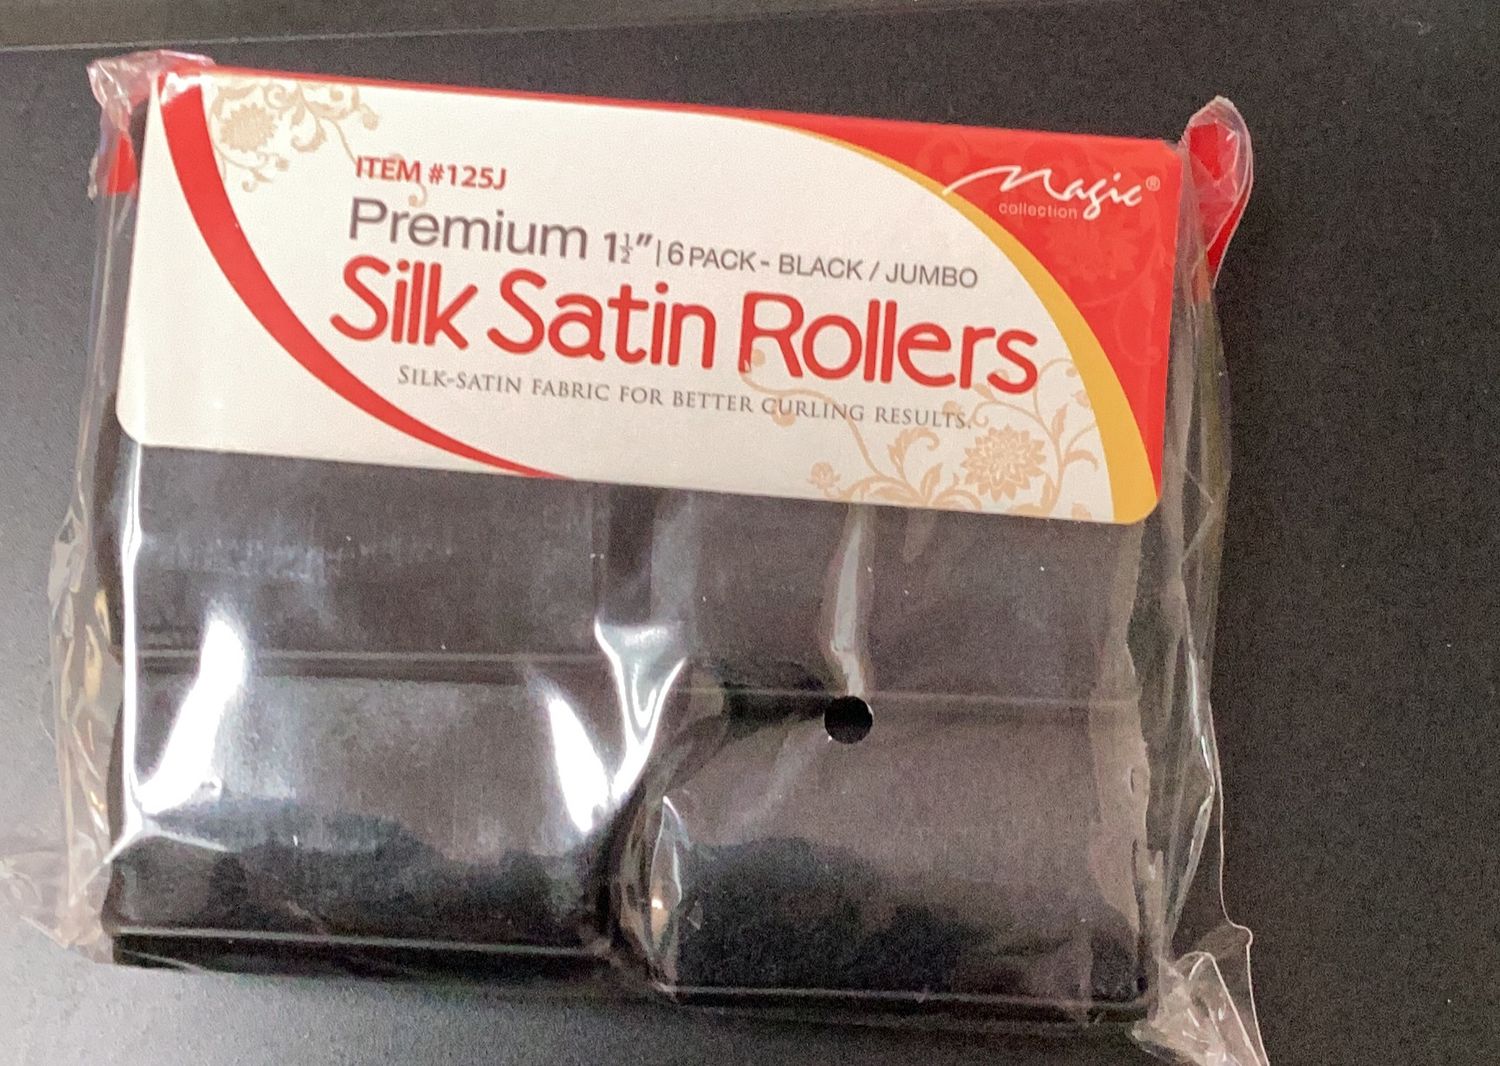 Magic®
collection
ITEM #125J
Premium 1½" | 6 PACK - BLACK / JUMBO
Silk Satin Rollers
SILK-SATIN FABRIC FOR BETTER CURLING RESULTS.